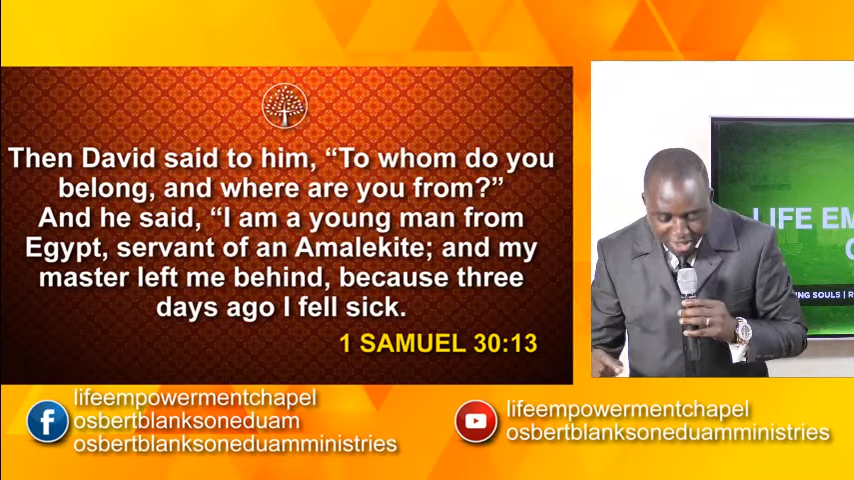 Then David said to him, “To whom do you
belong, and where are you from?”
And he said, “I am a young man from
Egypt, servant of an Amalekite; and my
master left me behind, because three
days ago I fell sick.
1 SAMUEL 30:13
LIFE EM
C
ING SOULS | R
f
lifeempowermentchapel
osbertblanksoneduam
osbertblanksoneduamministries
lifeempowermentchapel
osbertblanksoneduamministries